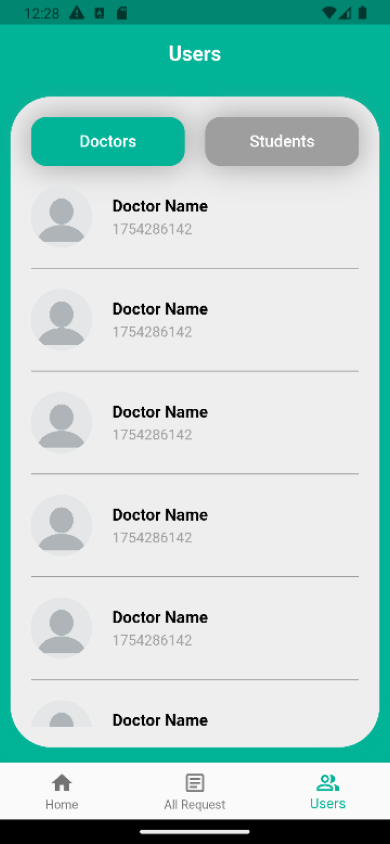 12:28
Users
Doctors
Students
Doctor Name
1754286142
Doctor Name
1754286142
Doctor Name
1754286142
Doctor Name
1754286142
Doctor Name
1754286142
Doctor Name
Home
All Request
Users